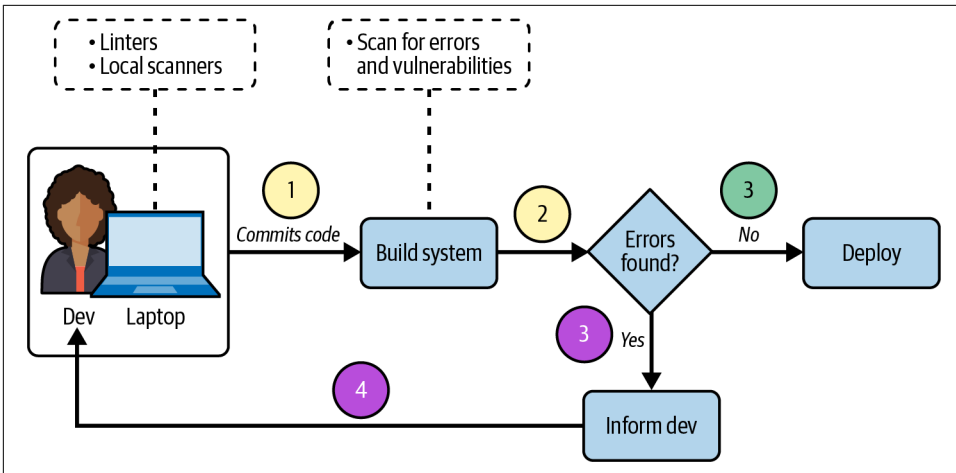 • Linters
• Local scanners
• Scan for errors
and vulnerabilities
1
Commits code
Build system
2
Errors
found?
3
No
Deploy
Dev
Laptop
3
Yes
4
Inform dev